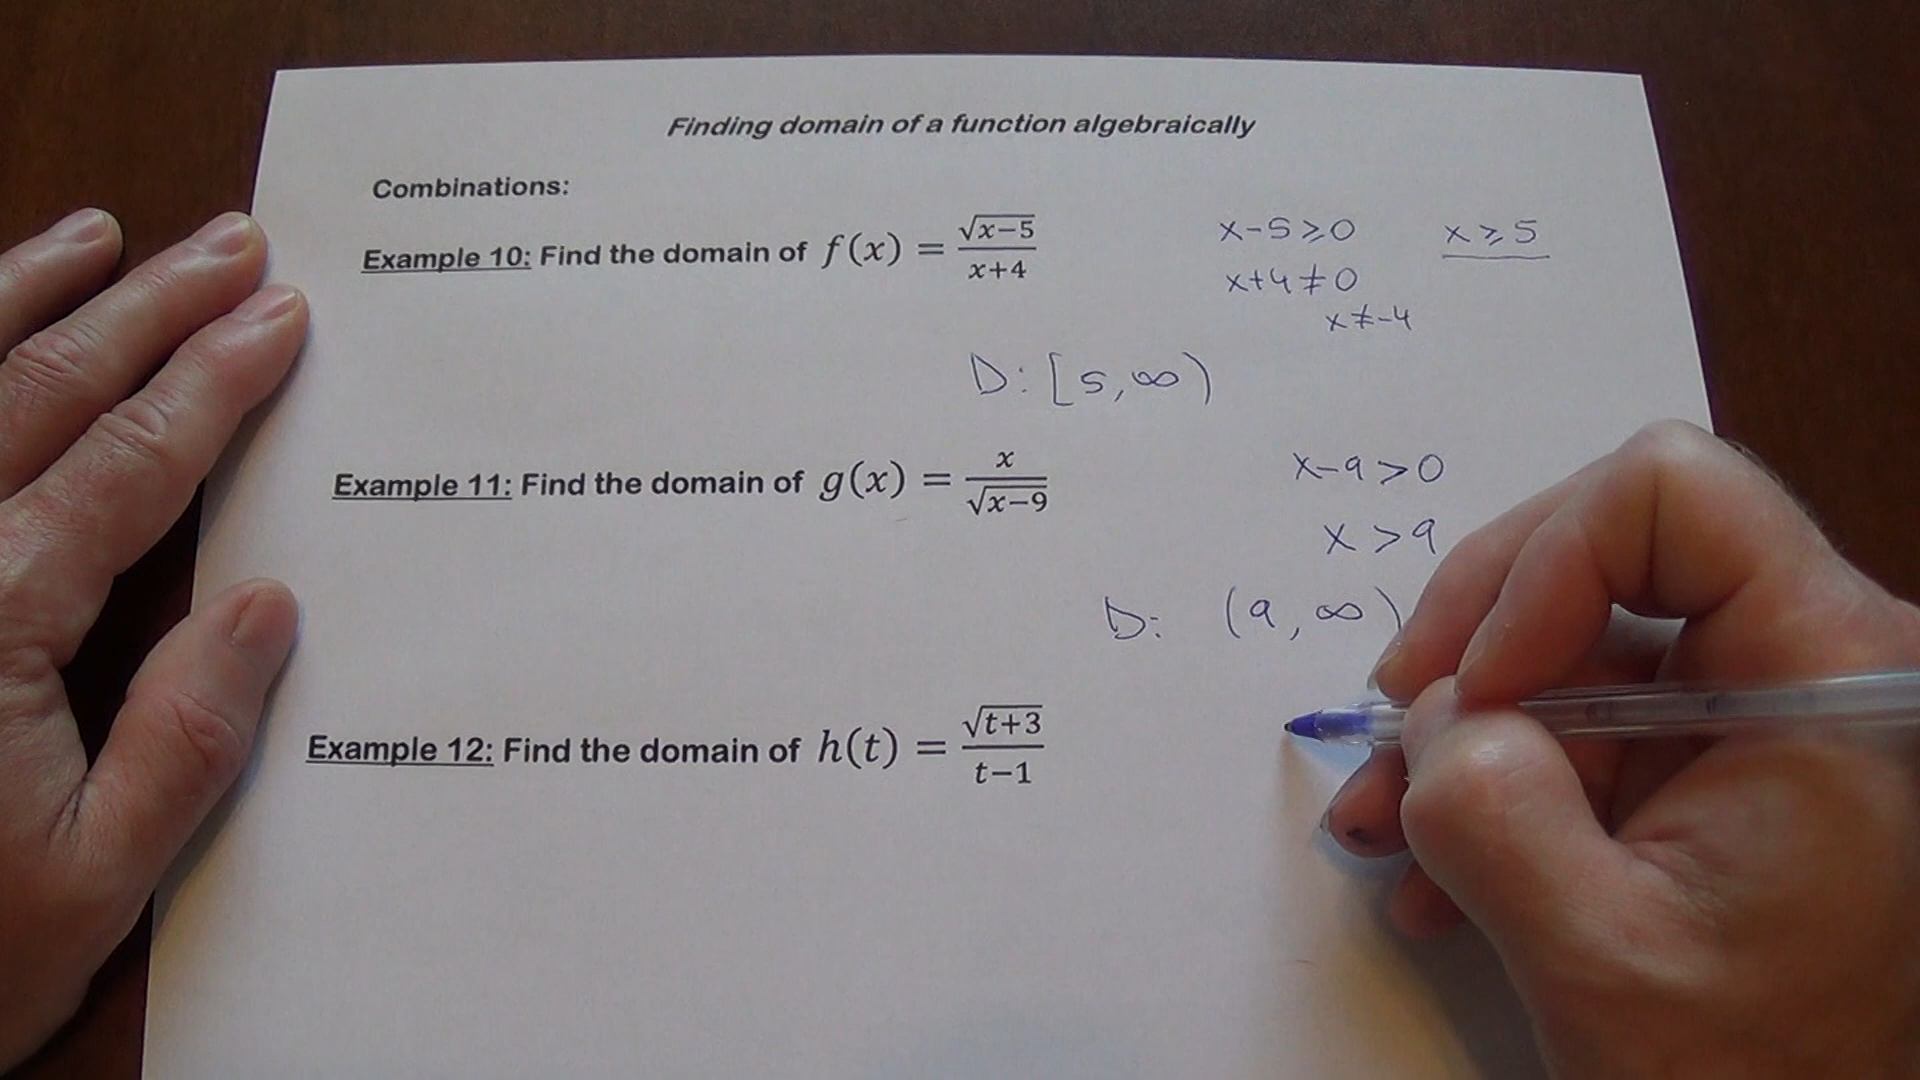 Finding domain of a function algebraically
Combinations:
Example 10: Find the domain of f(x) = √(x−5) / (x+4)
x-5≥0 x≥5
x+4≠0
x≠-4
D: [5,∞)
Example 11: Find the domain of g(x) = x / √(x−9)
x-9>0
x>9
D: (9,∞)
Example 12: Find the domain of h(t) = √(t+3) / (t−1)